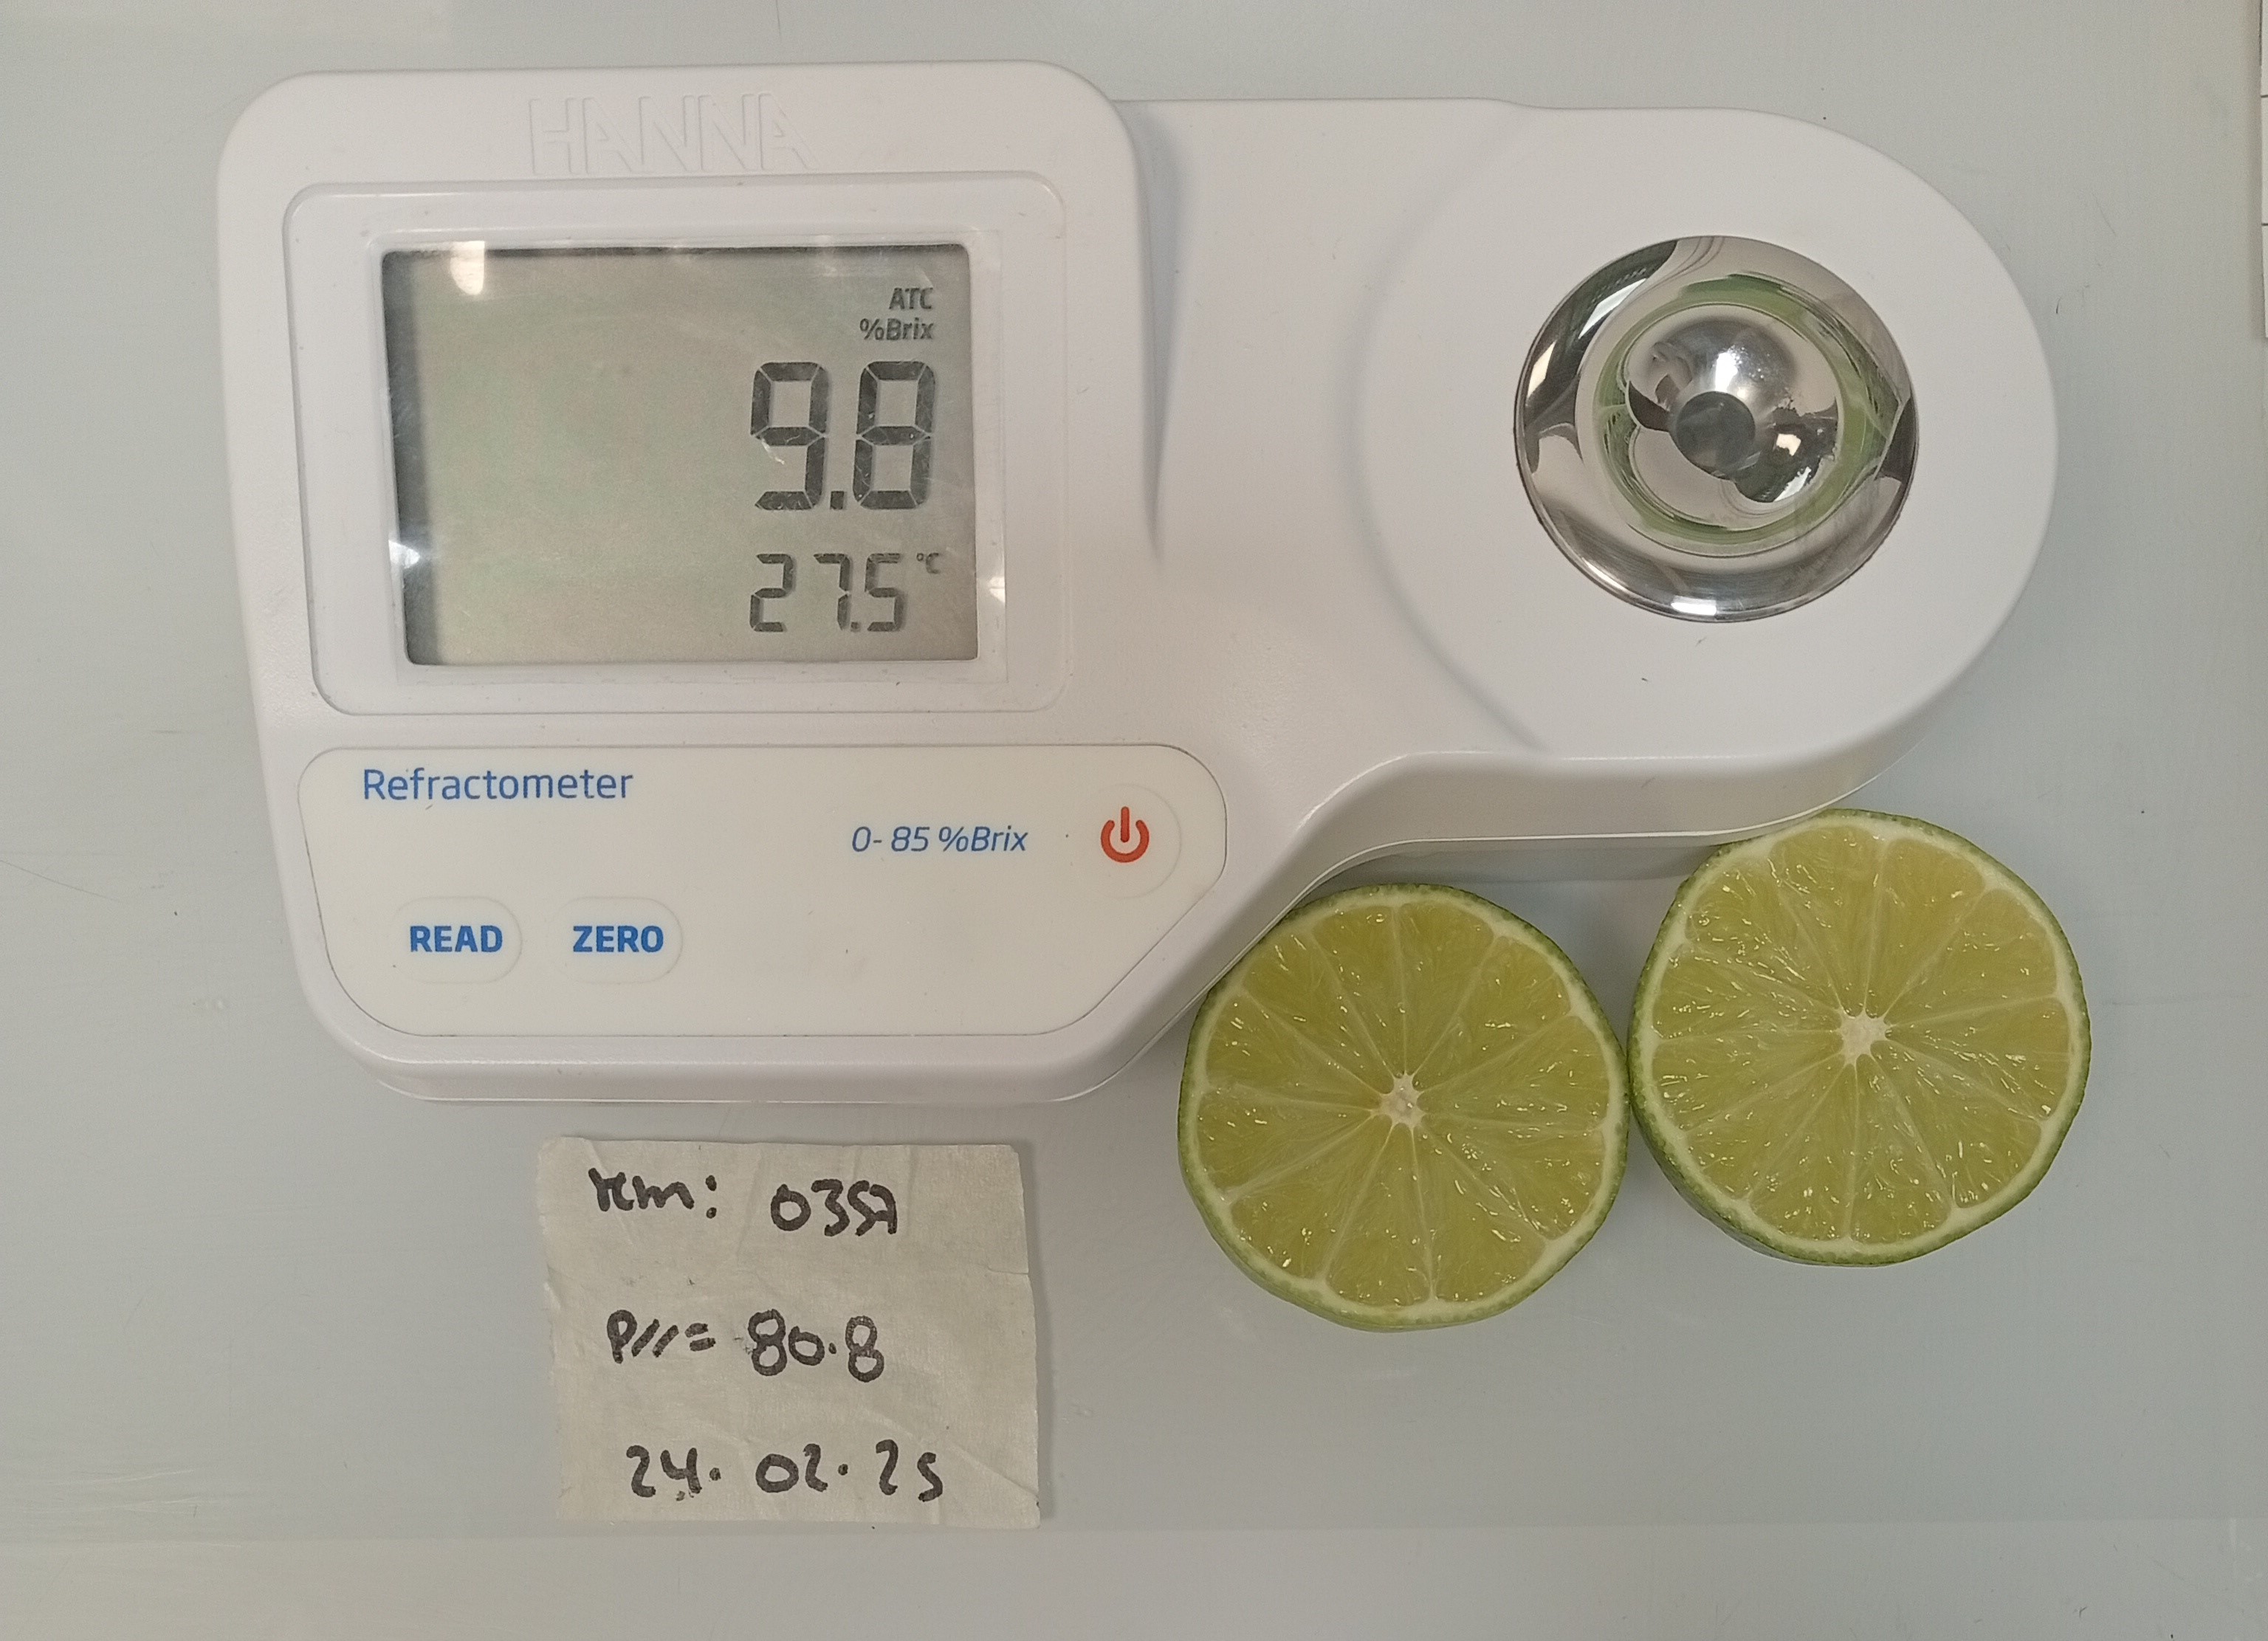 HANNA
ATC
%Brix
9.8
27.5 °C
Refractometer
0- 85 %Brix
READ
ZERO
80.8
24. 02. 25